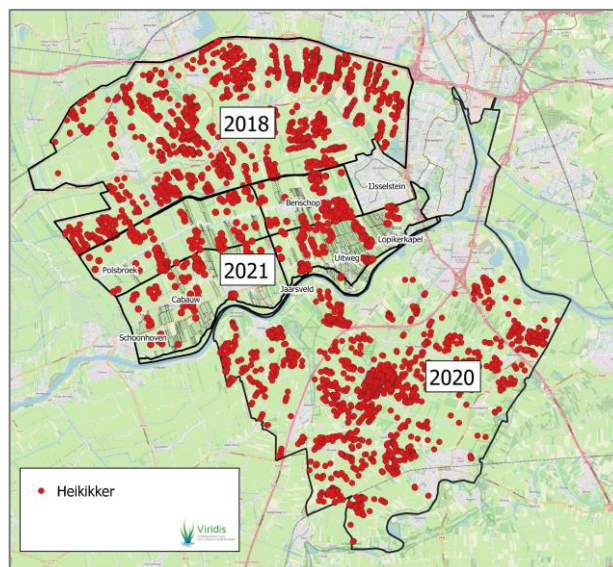 2018
IJsselstein
Benschop
Lopikerkapel
Polsbroek
Uitweg
2021
Jaarsveld
Cabauw
Schoonhoven
2020
Heikikker
Viridis